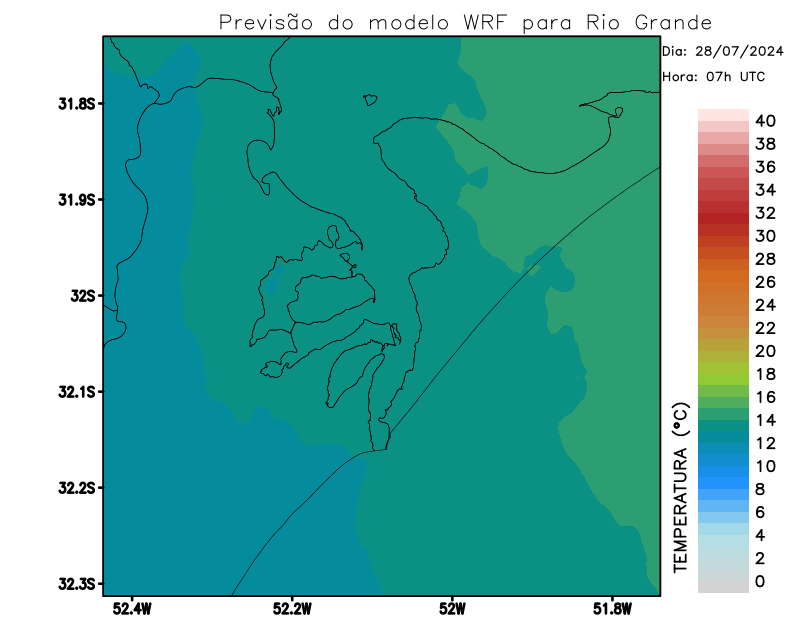 Previsão do modelo WRF para Rio Grande
Dia: 28/07/2024
Hora: 07h UTC
31.8S
31.9S
32S
32.1S
32.2S
32.3S
52.4W
52.2W
52W
51.8W
TEMPERATURA (°C)
40
38
36
34
32
30
28
26
24
22
20
18
16
14
12
10
8
6
4
2
0